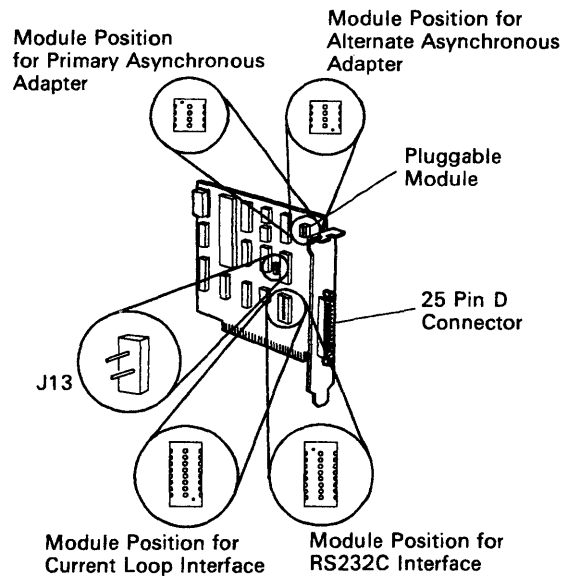 Module Position
for Primary Asynchronous
Adapter
Module Position for
Alternate Asynchronous
Adapter
Pluggable
Module
25 Pin D
Connector
J13
Module Position for
Current Loop Interface
Module Position for
RS232C Interface